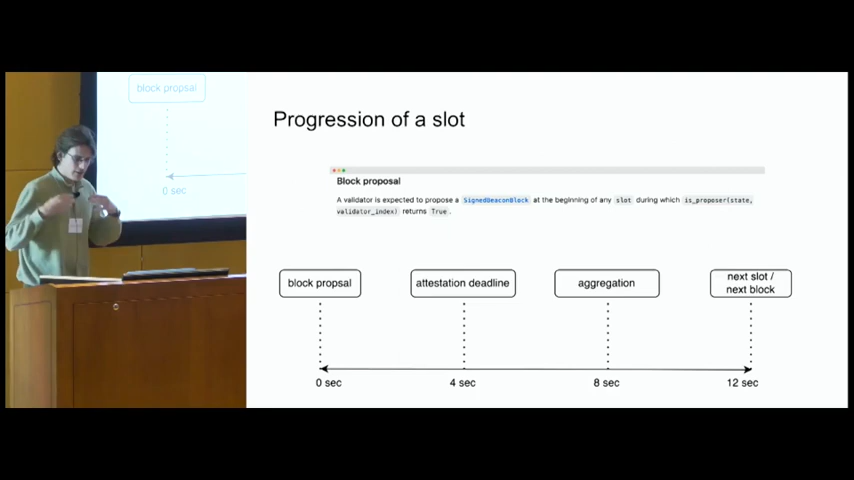 block propsal
0 sec
Progression of a slot
Block proposal
A validator is expected to propose a SignedBeaconBlock at the beginning of any slot during which is_proposer(state,
validator_index) returns True.
block propsal
attestation deadline
aggregation
next slot /
next block
0 sec
4 sec
8 sec
12 sec